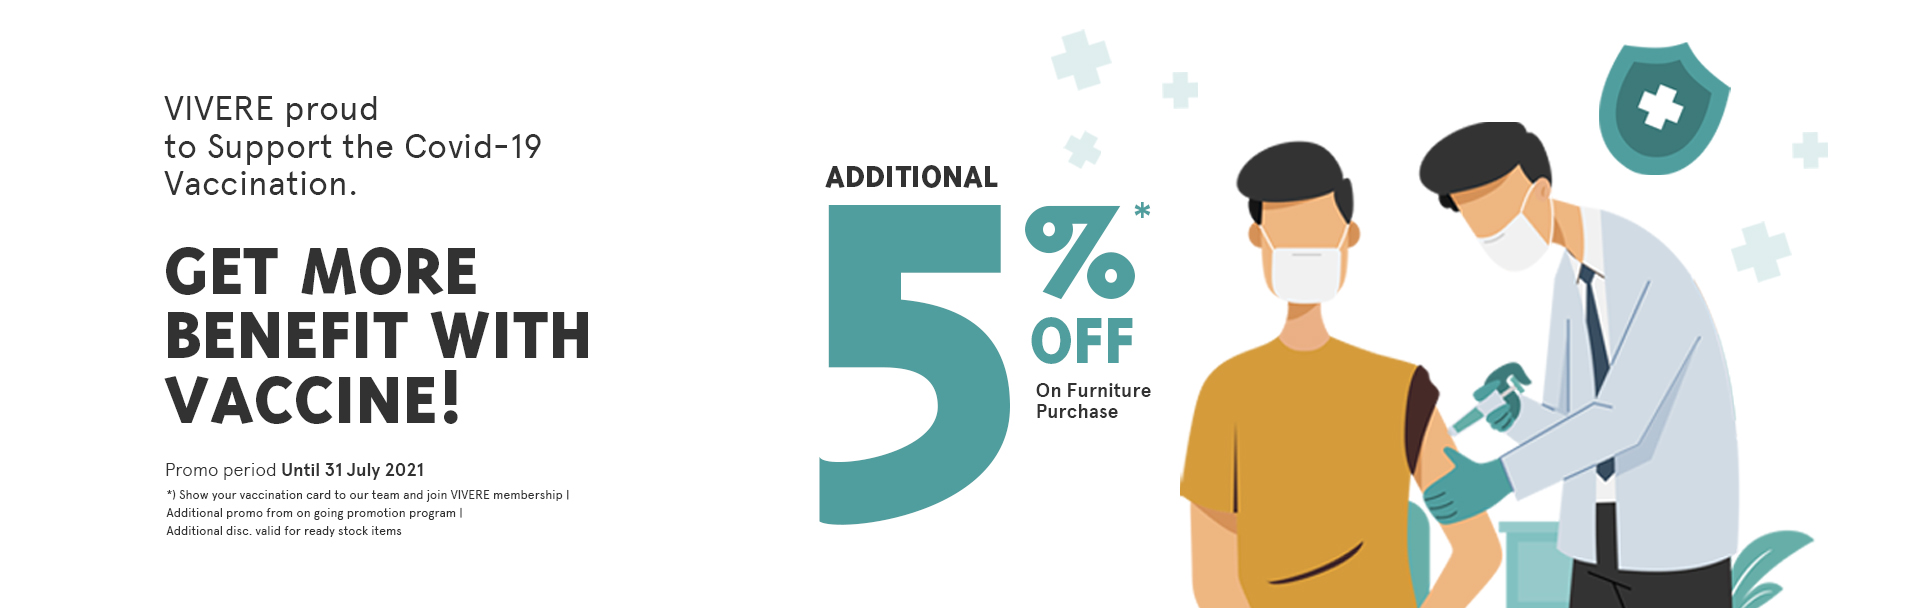 VIVERE proud
to Support the Covid-19
Vaccination.
GET MORE
BENEFIT WITH
VACCINE!
Promo period Until 31 July 2021
*) Show your vaccination card to our team and join VIVERE membership |
Additional promo from on going promotion program |
Additional disc. valid for ready stock items
ADDITIONAL
5%*
OFF
On Furniture
Purchase